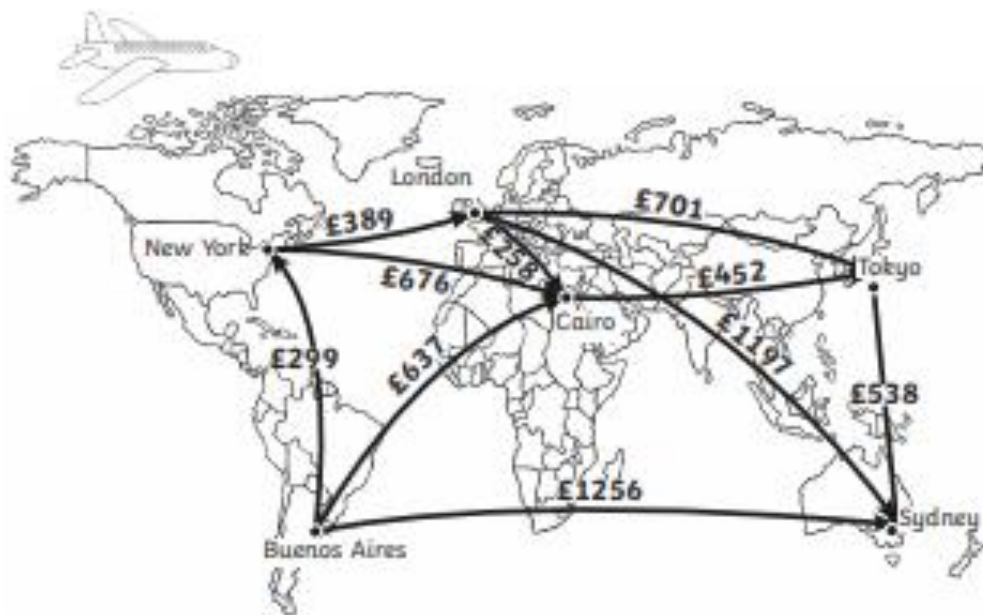 London
£389
£701
New York
£258
Tokyo
£676
£452
Cairo
£299
£637
£1197
£538
£1256
Sydney
Buenos Aires